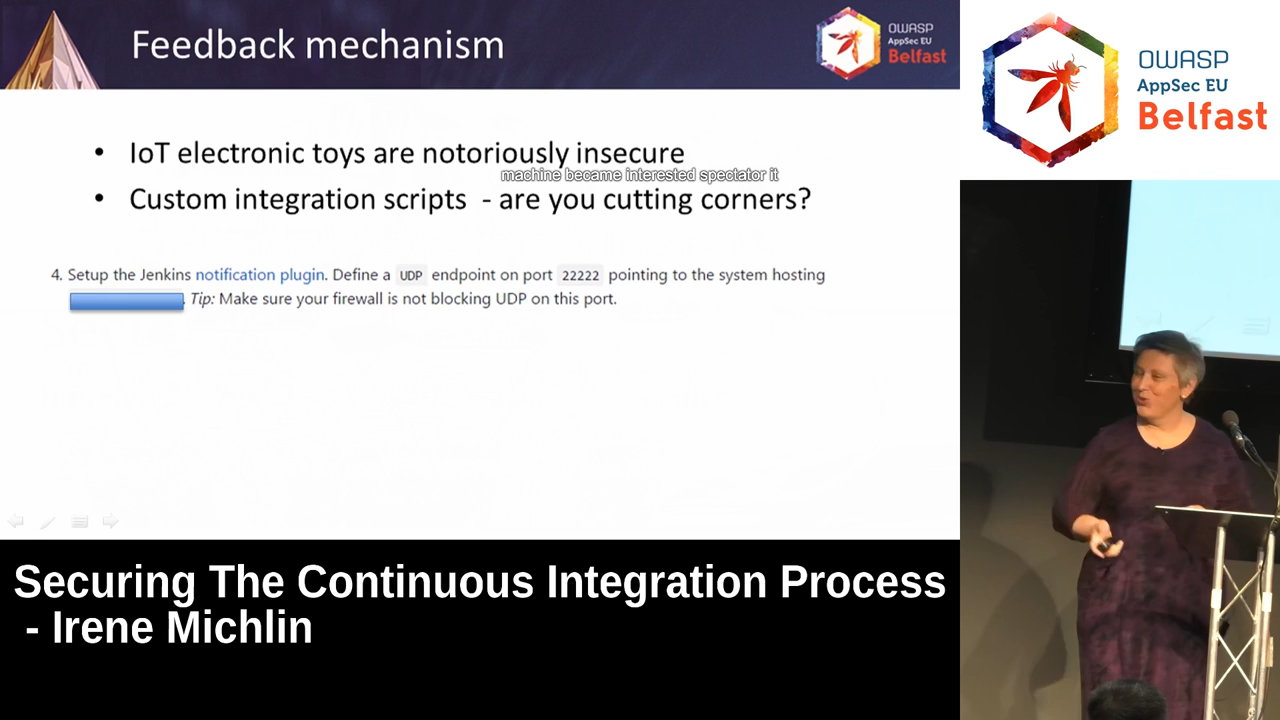 Feedback mechanism
OWASP
AppSec EU
Belfast
• IoT electronic toys are notoriously insecure
machine became interested spectator it
• Custom integration scripts - are you cutting corners?
4. Setup the Jenkins notification plugin. Define a UDP endpoint on port 22222 pointing to the system hosting
. Tip: Make sure your firewall is not blocking UDP on this port.
OWASP
AppSec EU
Belfast
Securing The Continuous Integration Process
- Irene Michlin